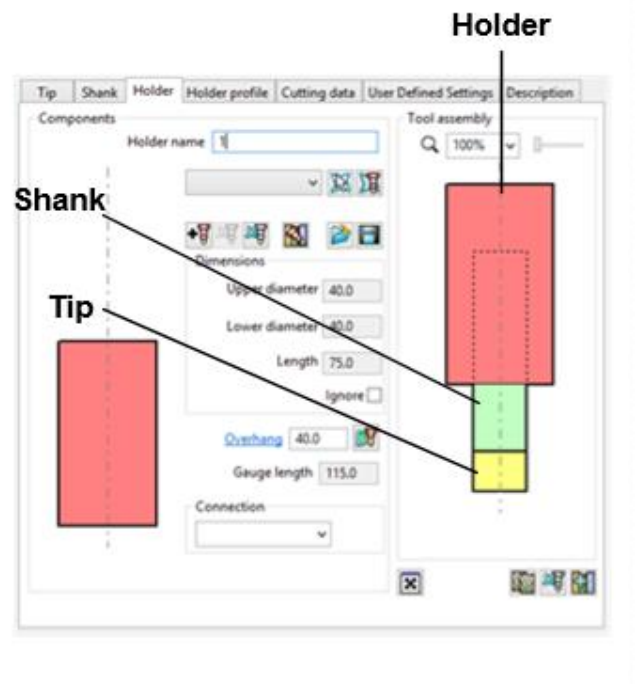 Holder
Tip Shank Holder Holder profile Cutting data User Defined Settings Description
Components
Holder name 1
Tool assembly
100%
Shank
Dimensions
Upper diameter 40.0
Tip
Lower diameter 40.0
Length 75.0
Ignore
Overhang 40.0
Gauge length 115.0
Connection